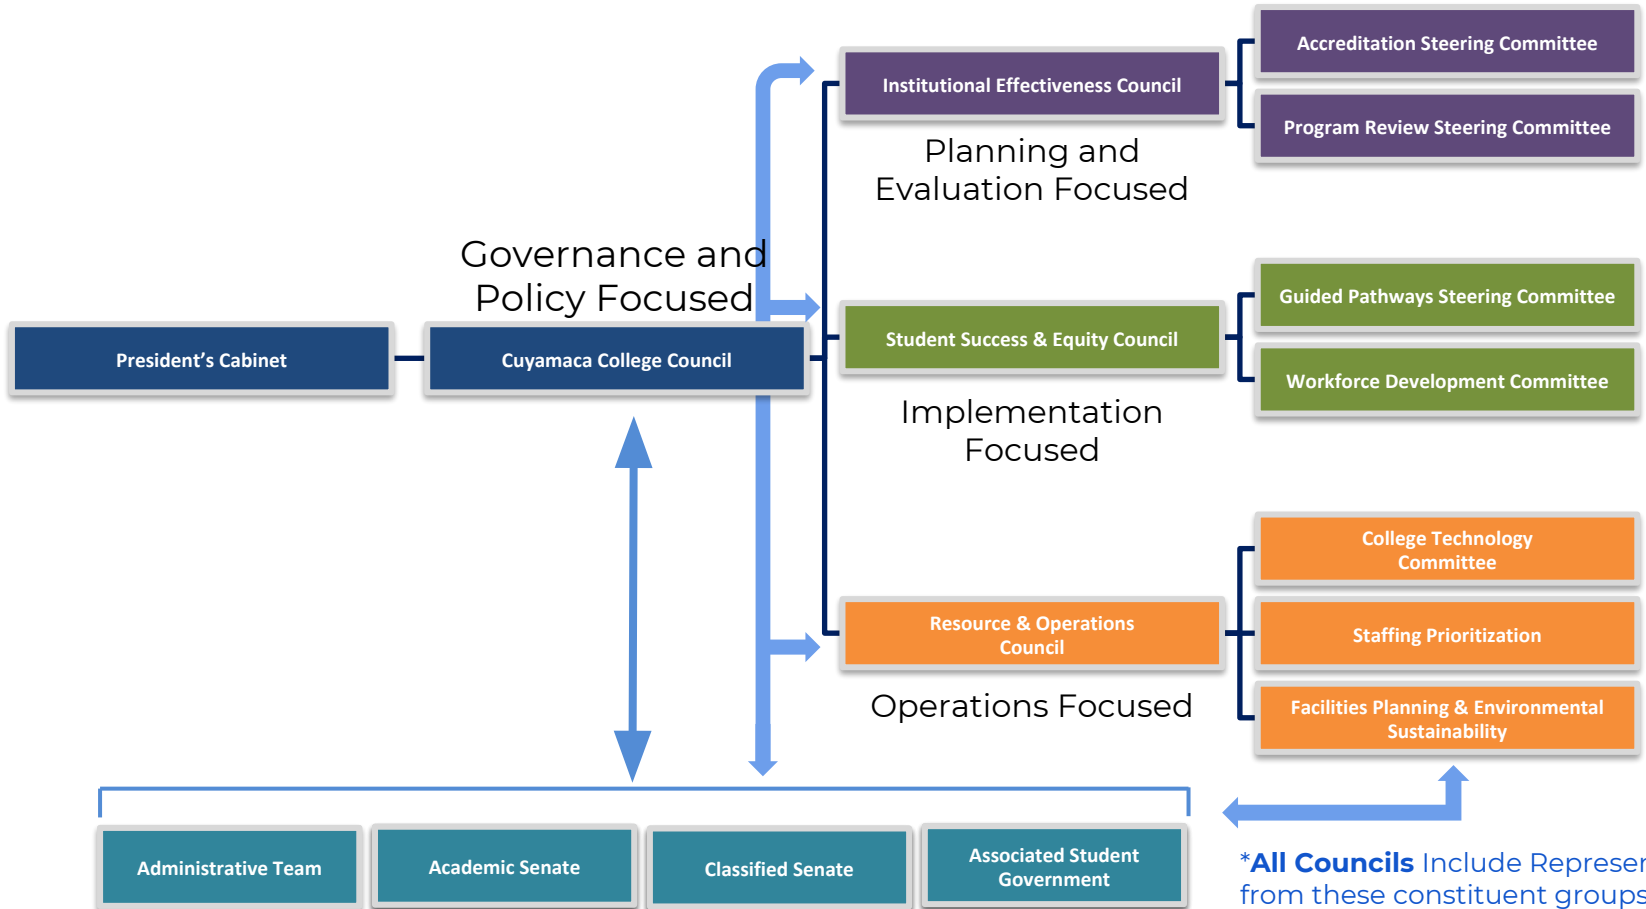 Accreditation Steering Committee
Institutional Effectiveness Council
Program Review Steering Committee
Planning and
Evaluation Focused
Governance and
Policy Focused
Guided Pathways Steering Committee
Student Success & Equity Council
President’s Cabinet
Cuyamaca College Council
Workforce Development Committee
Implementation
Focused
College Technology
Committee
Resource & Operations
Council
Staffing Prioritization
Operations Focused
Facilities Planning & Environmental
Sustainability
Administrative Team
Academic Senate
Classified Senate
Associated Student
Government
*All Councils Include
from these constituent groups